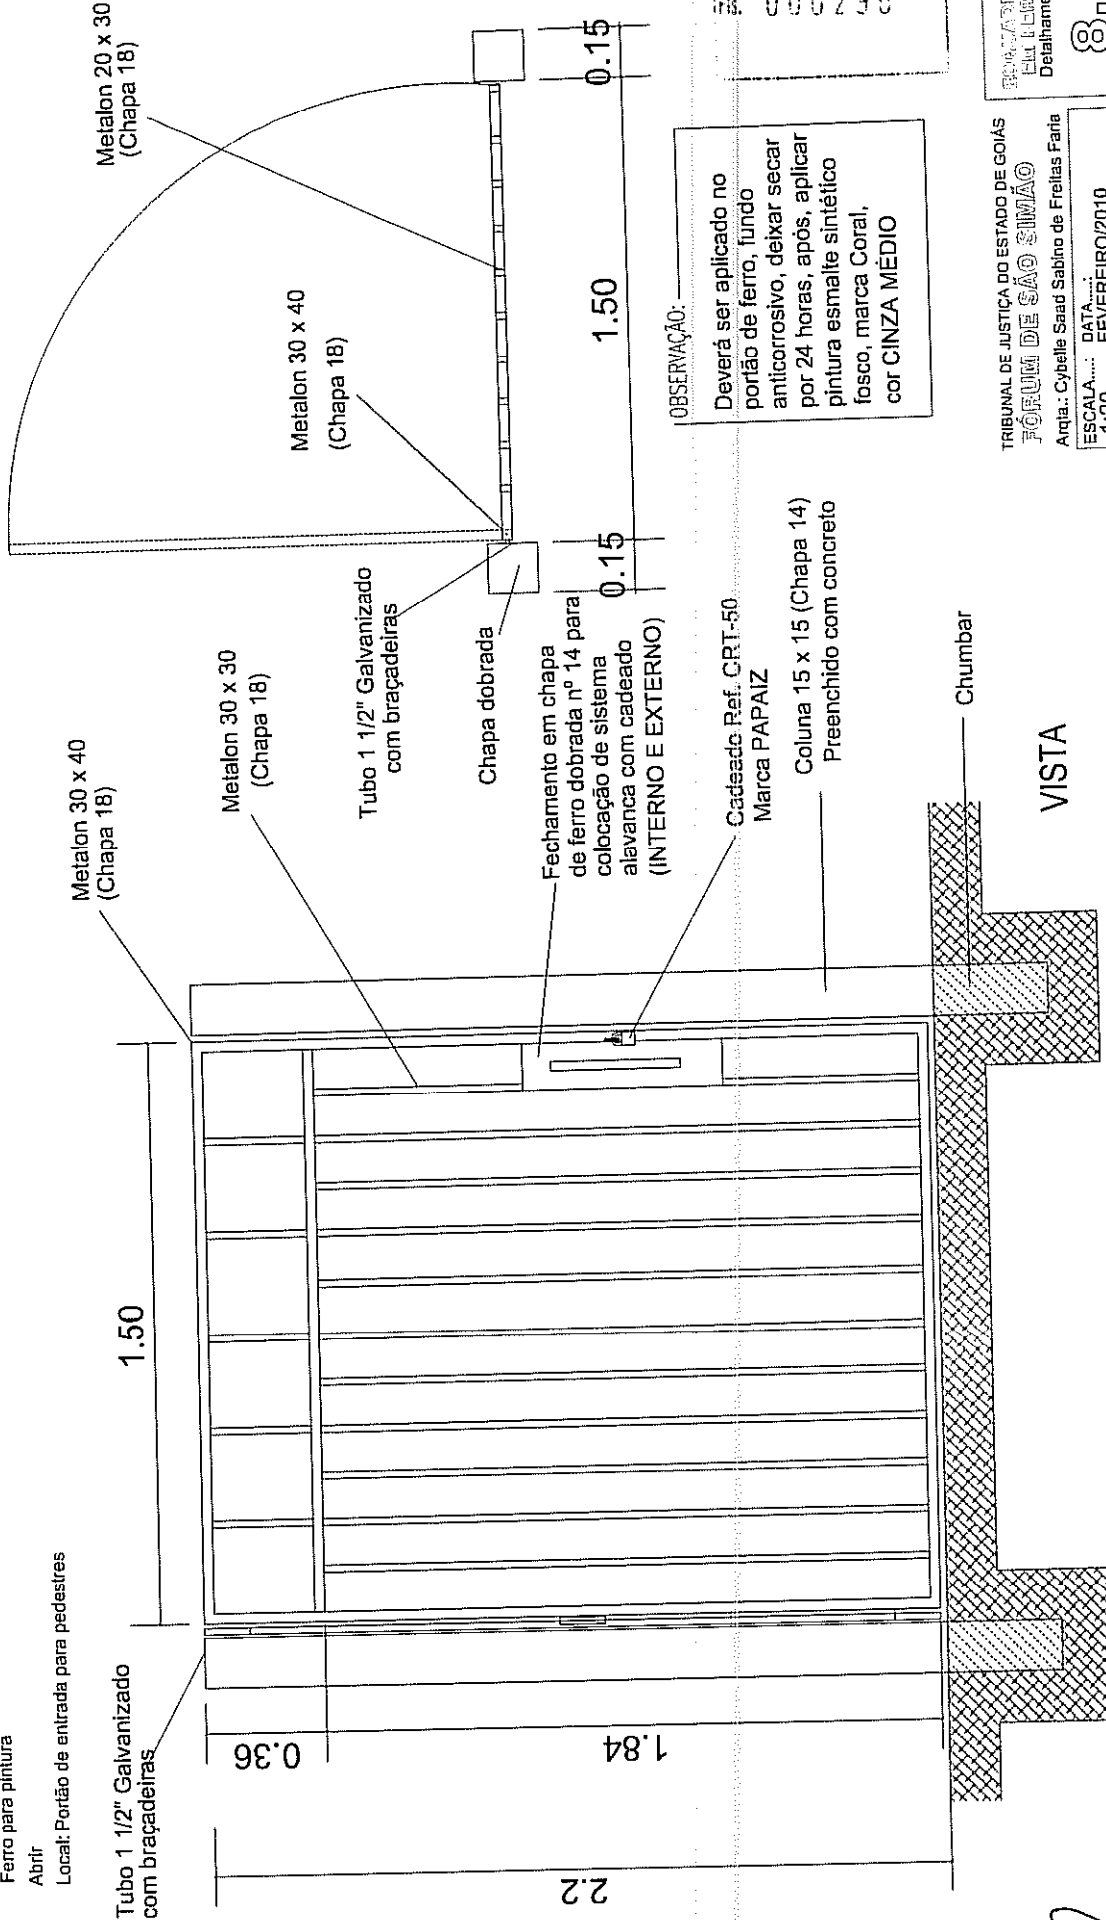 Ferro para pintura
Abrir
Local: Portão de entrada para pedestres
Tubo 1 1/2" Galvanizado
com braçadeiras
1.50
0.36
1.84
2.2
Metalon 30 x 40
(Chapa 18)
Metalon 30 x 30
(Chapa 18)
Fechamento em chapa
de ferro dobrada nº 14 para
colocação de sistema
alavanca com cadeado
(INTERNO E EXTERNO)
Cadeado Ref. CRT-50
Marca PAPAIZ
Coluna 15 x 15 (Chapa 14)
Preenchido com concreto
Chumbar
VISTA
Metalon 20 x 30
(Chapa 18)
Metalon 30 x 40
(Chapa 18)
Tubo 1 1/2" Galvanizado
com braçadeiras
Chapa dobrada
0.15
1.50
0.15
OBSERVAÇÃO:
Deverá ser aplicado no
portão de ferro, fundo
anticorrosivo, deixar secar
por 24 horas, após, aplicar
pintura esmalte sintético
fosco, marca Coral,
cor CINZA MÉDIO
TRIBUNAL DE JUSTIÇA DO ESTADO DE GOIÁS
FÓRUM DE SÃO SIMÃO
Arqta.: Cybelle Saad Sabino de Freitas Faria
ESCALA....:
DATA....:
FEVEREIRO/2010
8